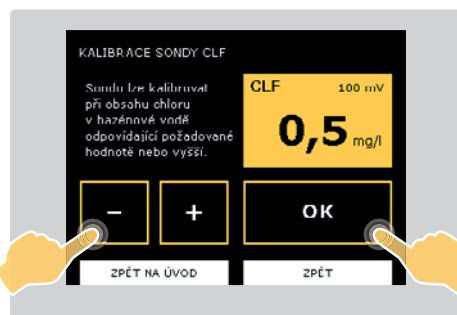 KALIBRACE SONDY CLF
Sondu lze kalibrovat
při obsahu chloru
v bazénové vodě
odpovídající požadované
hodnotě nebo vyšší.
CLF 100 mV
0,5 mg/l
− + OK
ZPĚT NA ÚVOD ZPĚT